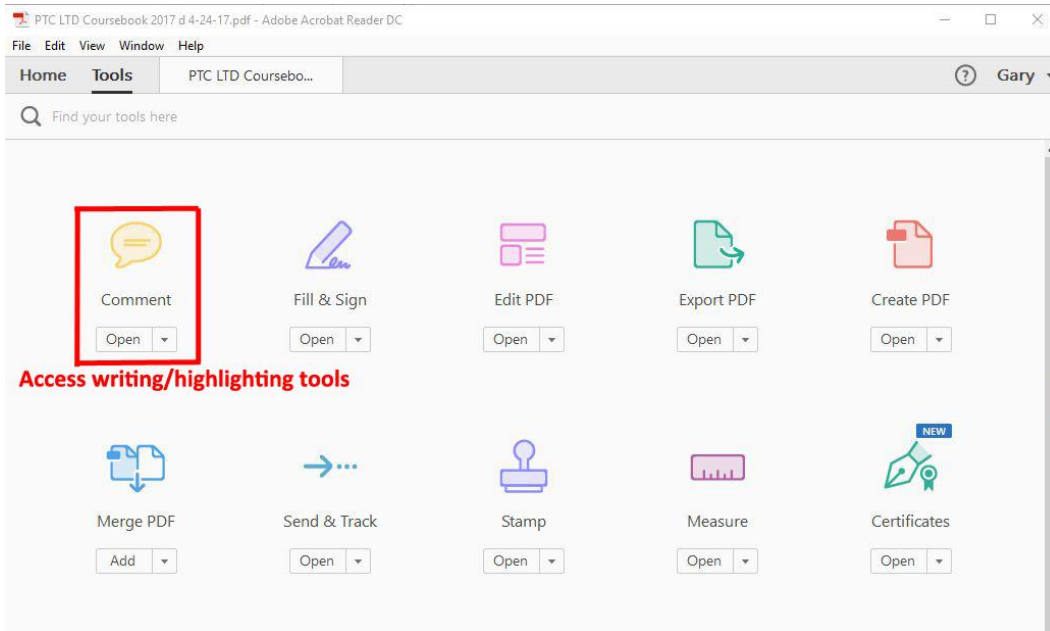 PTC LTD Coursebook 2017 d 4-24-17.pdf - Adobe Acrobat Reader DC
File Edit View Window Help
Home Tools PTC LTD Coursebo... ? Gary
Find your tools here
Comment Fill & Sign Edit PDF Export PDF Create PDF
Open Open Open Open Open
Access writing/highlighting tools
NEW
Merge PDF Send & Track Stamp Measure Certificates
Add Open Open Open Open